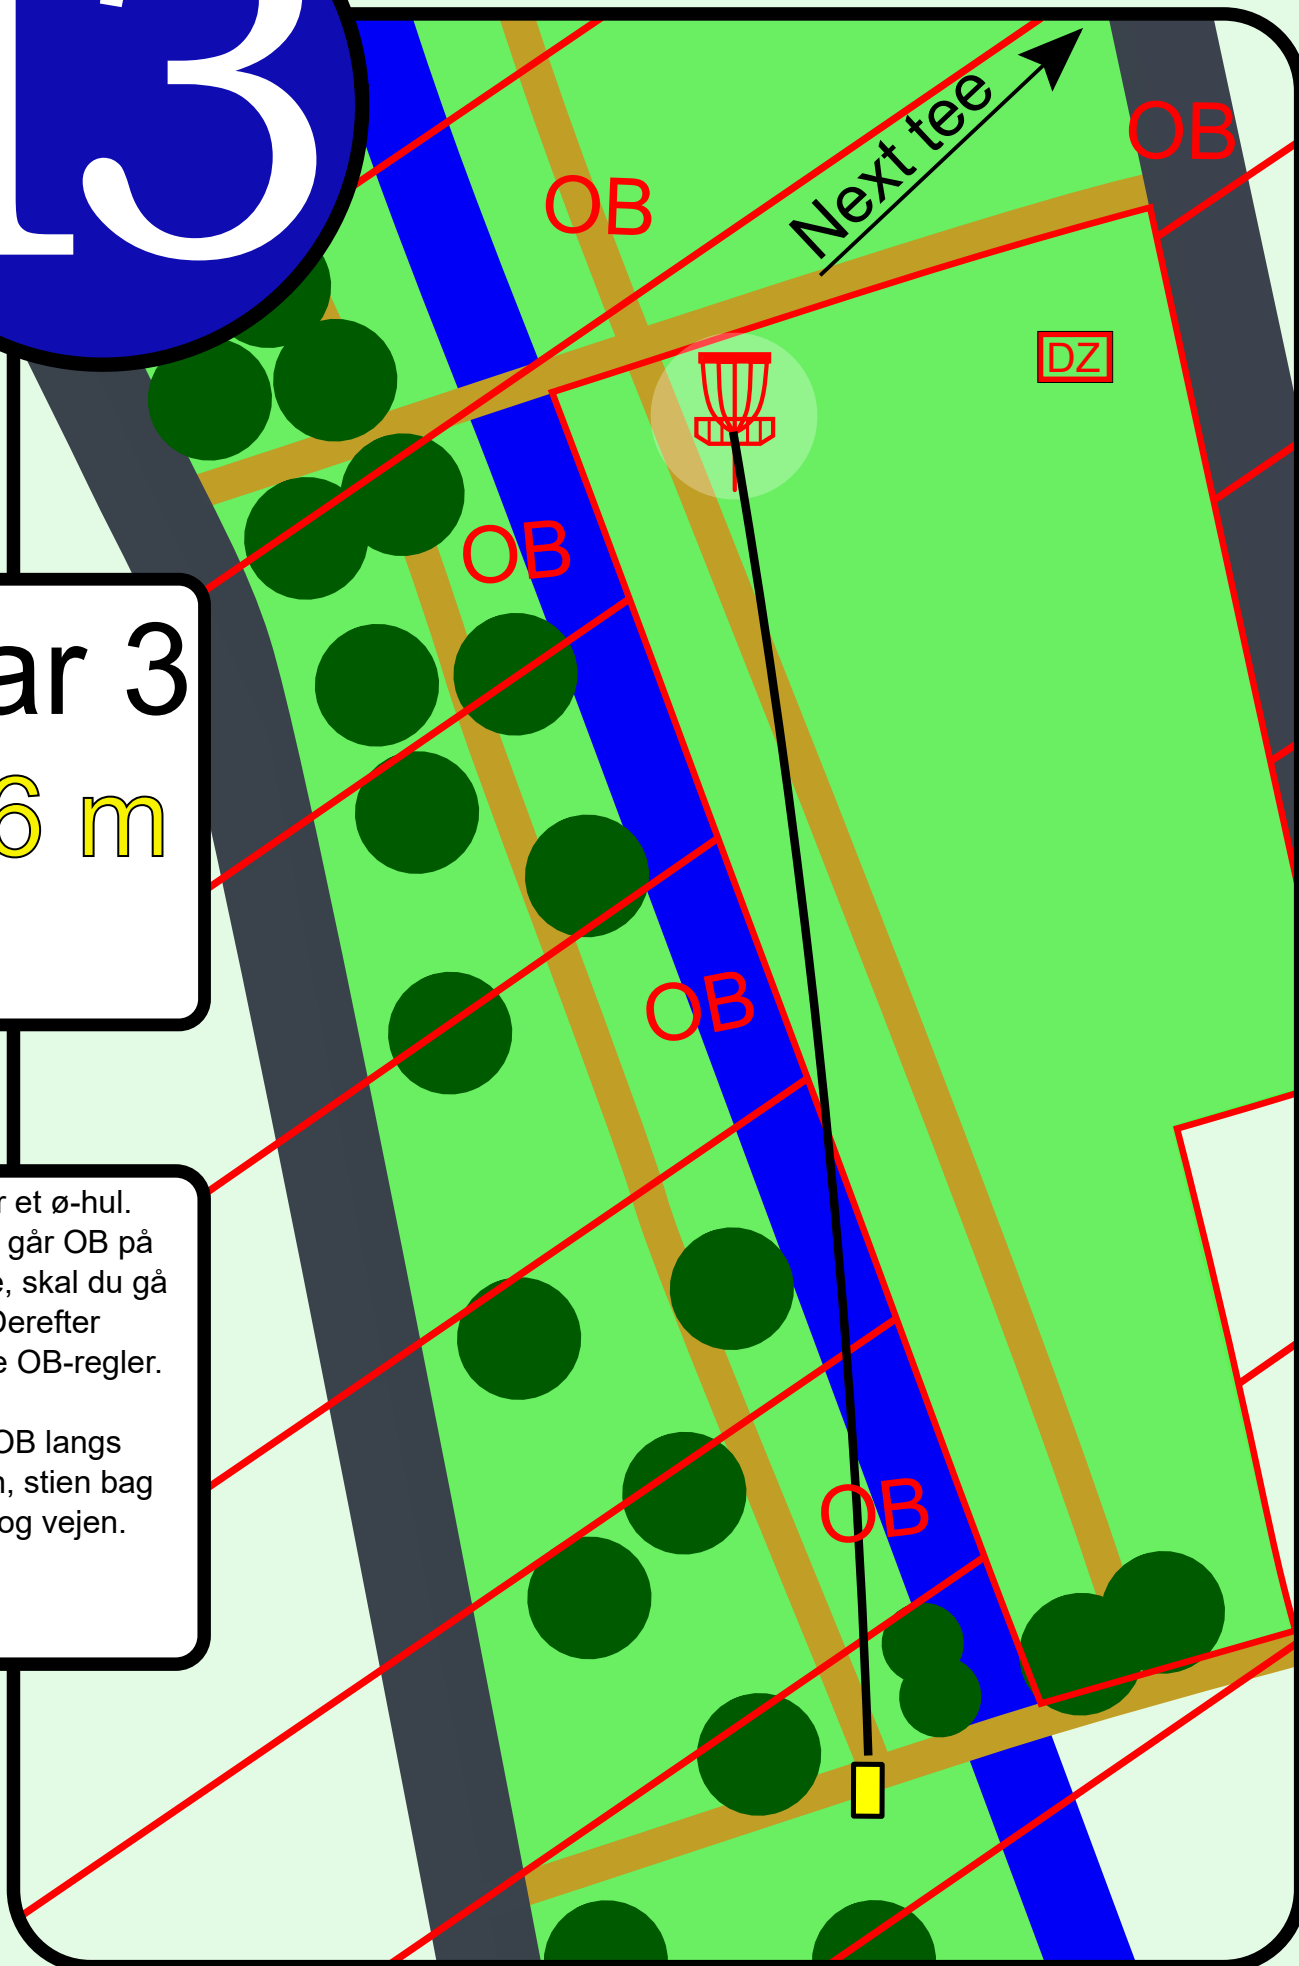 13
OB
Next tee
OB
DZ
OB
ar 3
6 m
OB
r et ø-hul.
går OB på
e, skal du gå
Derefter
e OB-regler.
OB langs
n, stien bag
og vejen.
OB